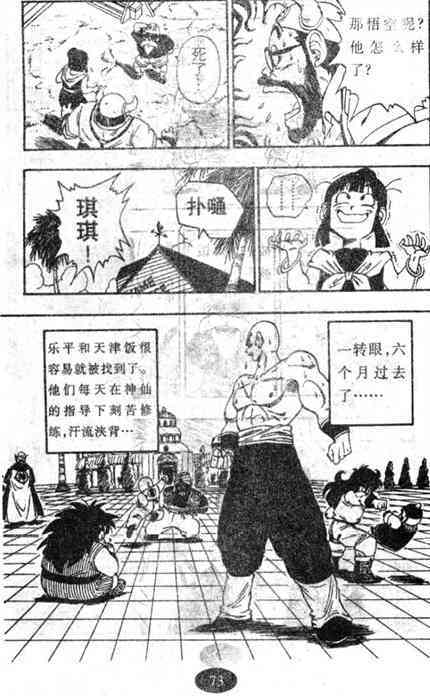 那悟空呢？
他怎么样
了？
死了…
…………
扑嗵
琪
琪
！
一转眼，六
个月过去
了……
乐平和天津饭很
容易就被找到了。
他们每天在神仙
的指导下刻苦修
练，汗流浃背…
73